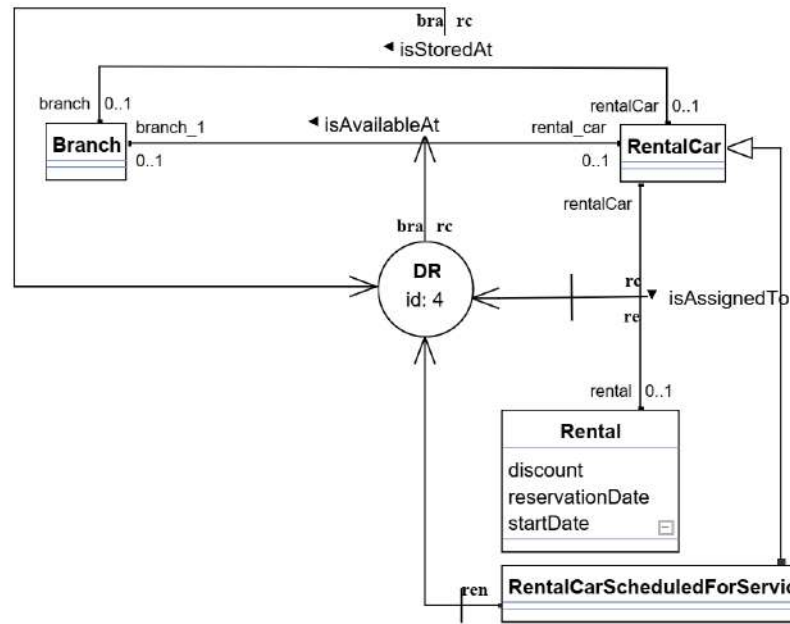 bra rc
◄ isStoredAt
branch 0..1
rentalCar 0..1
branch_1
◄ isAvailableAt
rental_car
Branch
RentalCar
0..1
0..1
rentalCar
bra rc
DR
id: 4
rc
▼ isAssignedTo
re
rental 0..1
Rental
discount
reservationDate
startDate
ren
RentalCarScheduledForServic